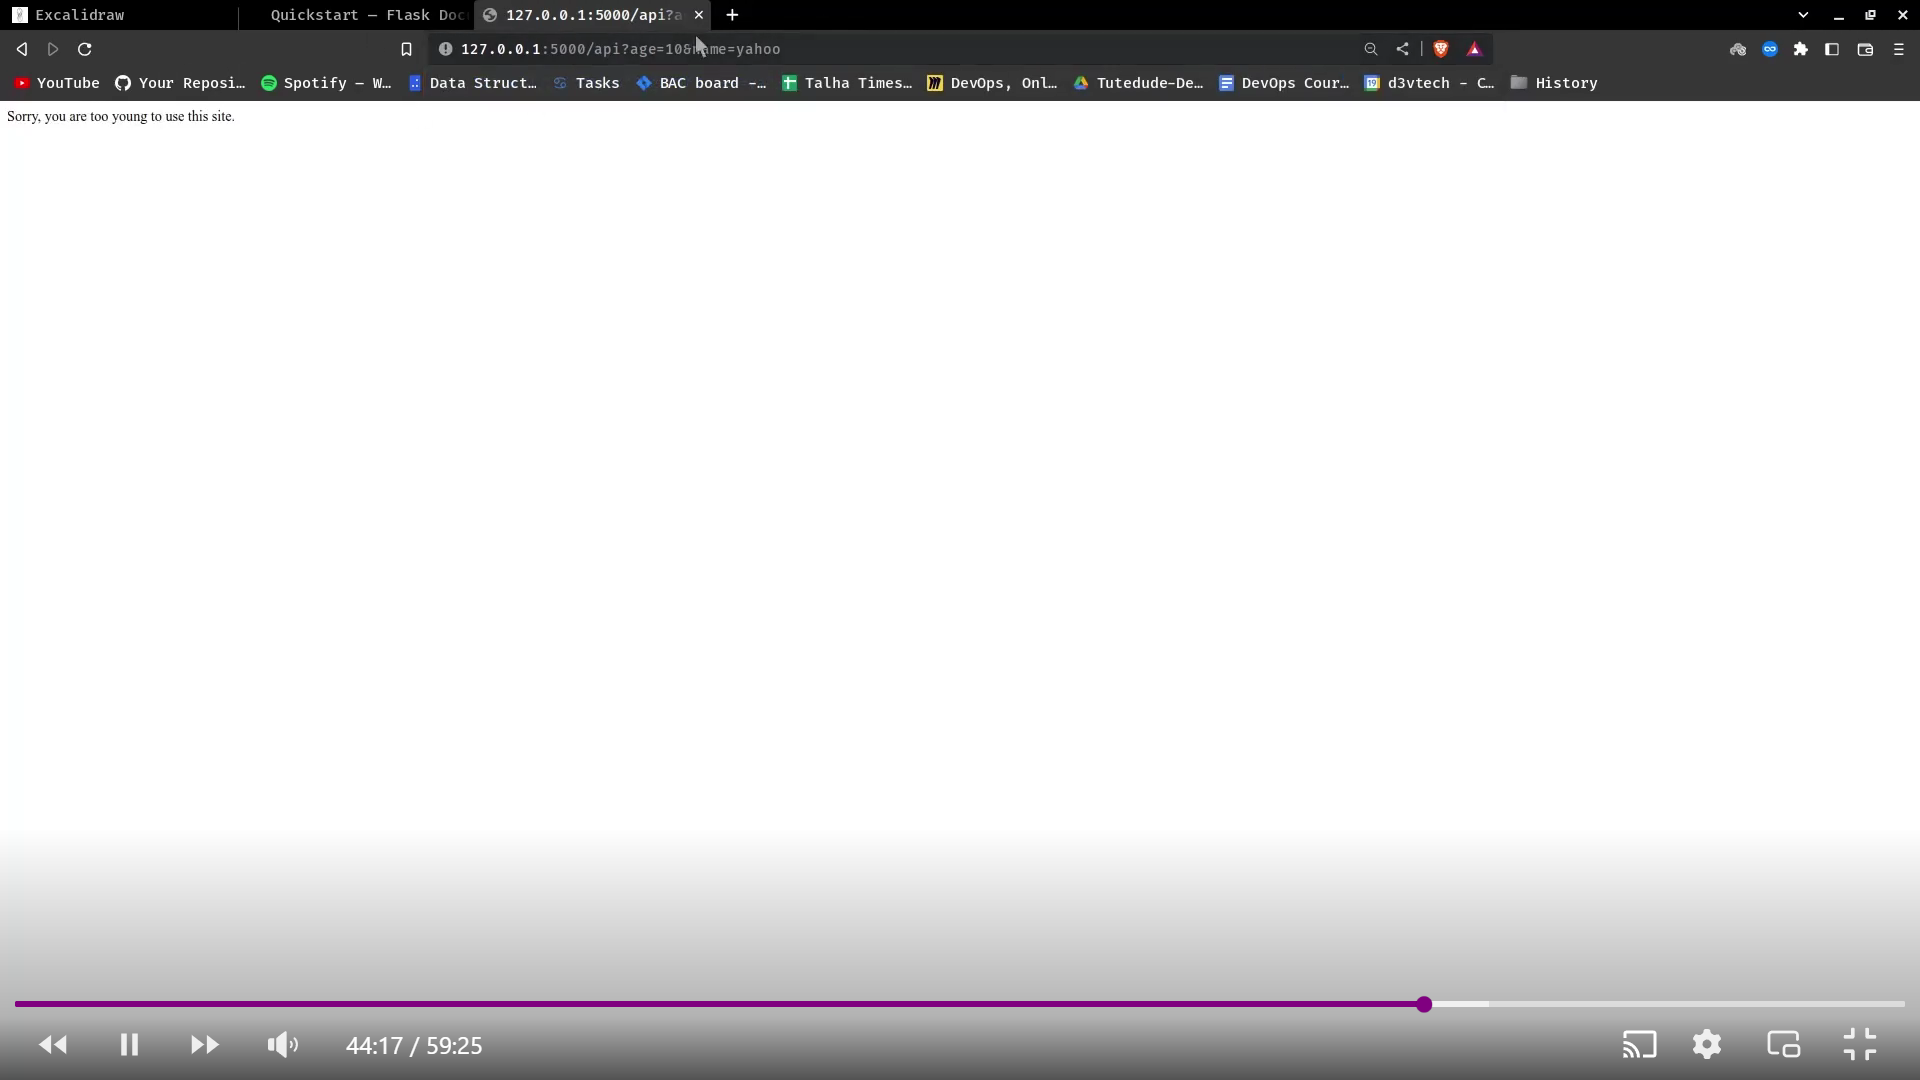 Excalidraw
Quickstart — Flask Doc
127.0.0.1:5000/api?a
127.0.0.1:5000/api?age=10&name=yahoo
YouTube
Your Reposi…
Spotify – W…
Data Struct…
Tasks
BAC board -…
Talha Times…
DevOps, Onl…
Tutedude-De…
DevOps Cour…
d3vtech - C…
History
Sorry, you are too young to use this site.
44:17 / 59:25